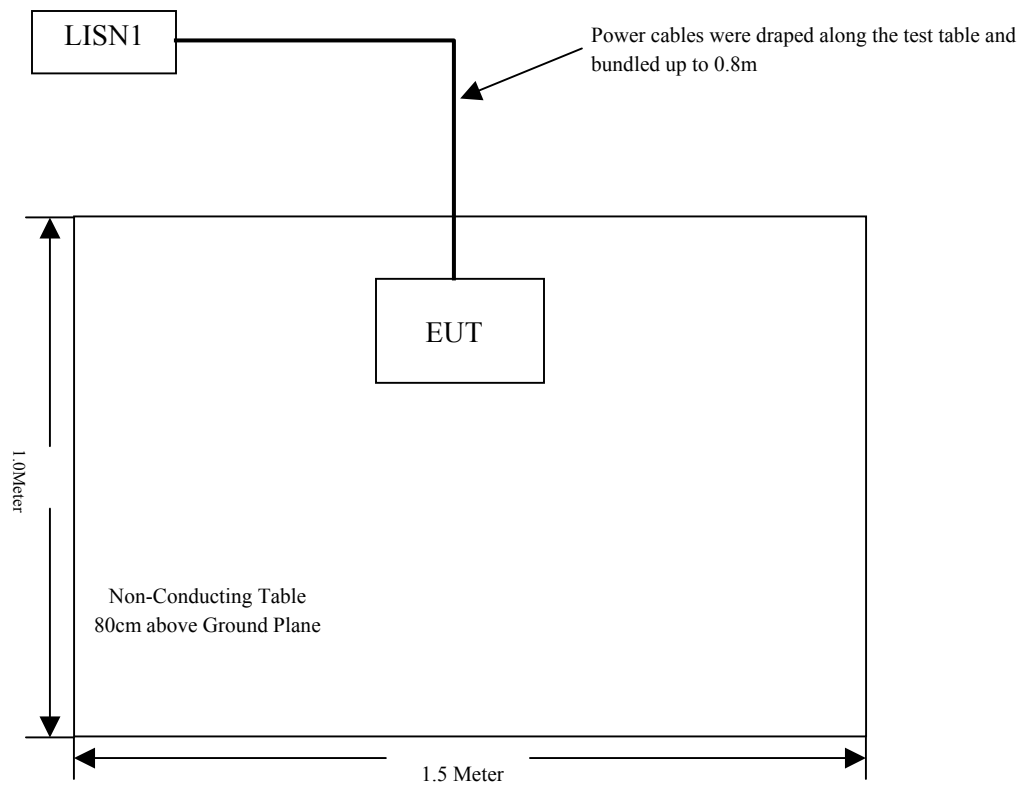 LISN1
Power cables were draped along the test table and
bundled up to 0.8m
EUT
1.0Meter
Non-Conducting Table
80cm above Ground Plane
1.5 Meter